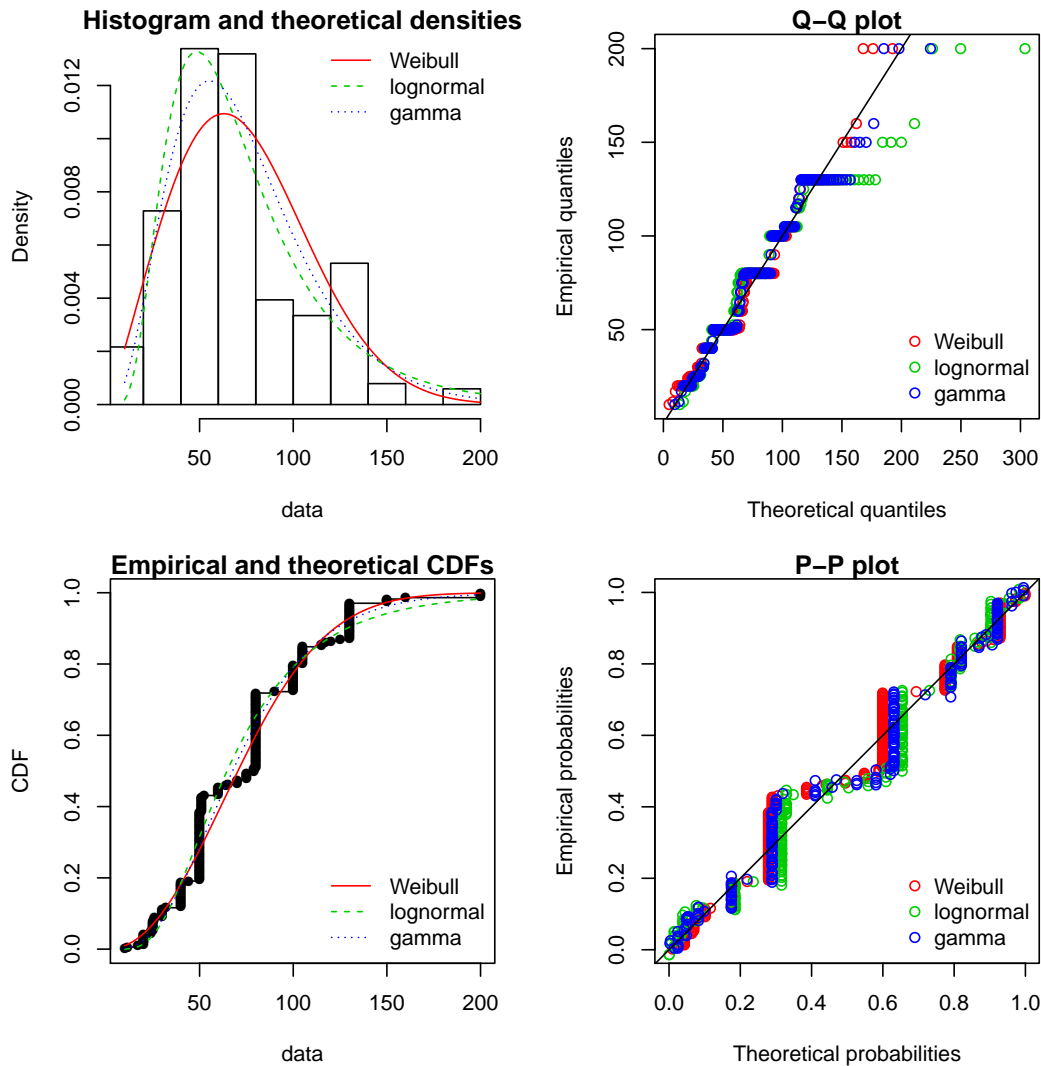 Histogram and theoretical densities
Density
0.000
0.004
0.008
0.012
Weibull
lognormal
gamma
50
100
150
200
data
Q−Q plot
Empirical quantiles
50
100
150
200
Weibull
lognormal
gamma
0
50
100
150
200
250
300
Theoretical quantiles
Empirical and theoretical CDFs
CDF
0.0
0.2
0.4
0.6
0.8
1.0
Weibull
lognormal
gamma
50
100
150
200
data
P−P plot
Empirical probabilities
0.0
0.2
0.4
0.6
0.8
1.0
Weibull
lognormal
gamma
0.0
0.2
0.4
0.6
0.8
1.0
Theoretical probabilities